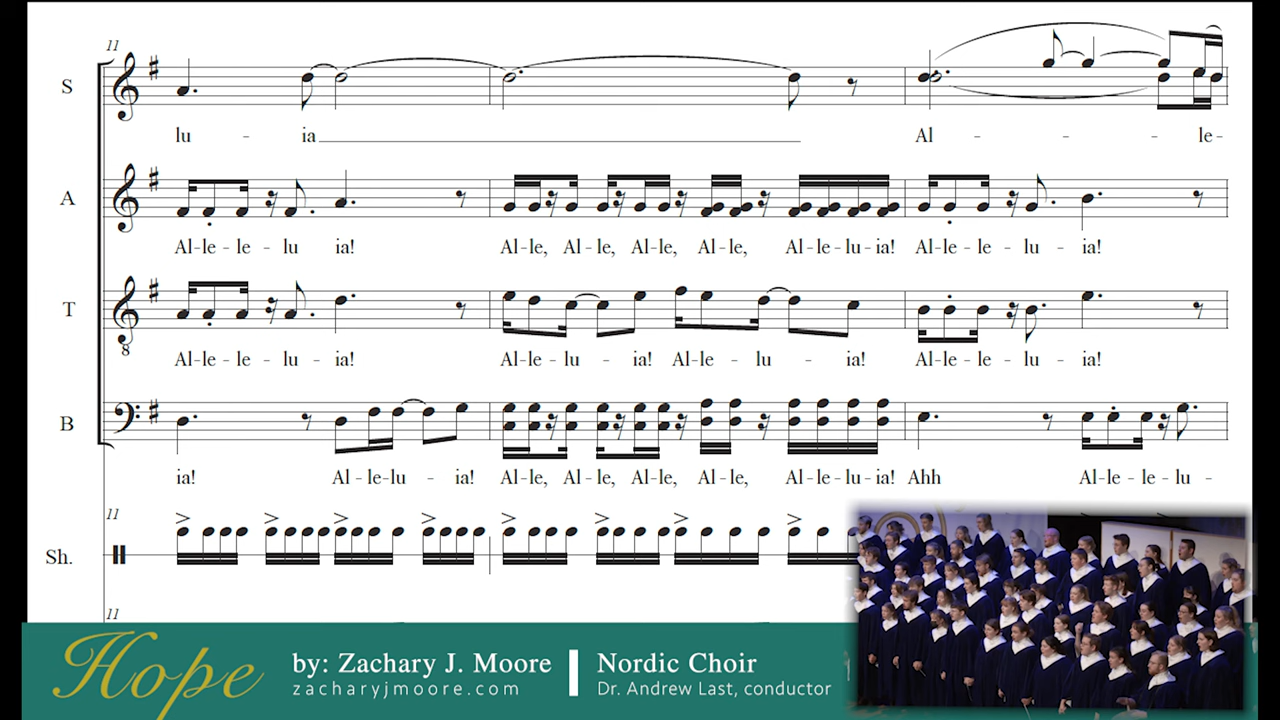 11
S
lu - ia
Al - - - le-
A
Al-le-le-lu - ia! Al-le, Al-le, Al-le, Al-le, Al-le-lu-ia! Al-le-le-lu-ia!
T
8
Al-le-le-lu-ia! Al-le-lu - ia! Al-le - lu - ia! Al-le-le-lu-ia!
B
ia! Al-le-lu - ia! Al-le, Al-le, Al-le, Al-le, Al-le-lu-ia! Ahh Al-le-le-lu -
11
Sh.
11
Hope
by: Zachary J. Moore
zacharyjmoore.com
Nordic Choir
Dr. Andrew Last, conductor